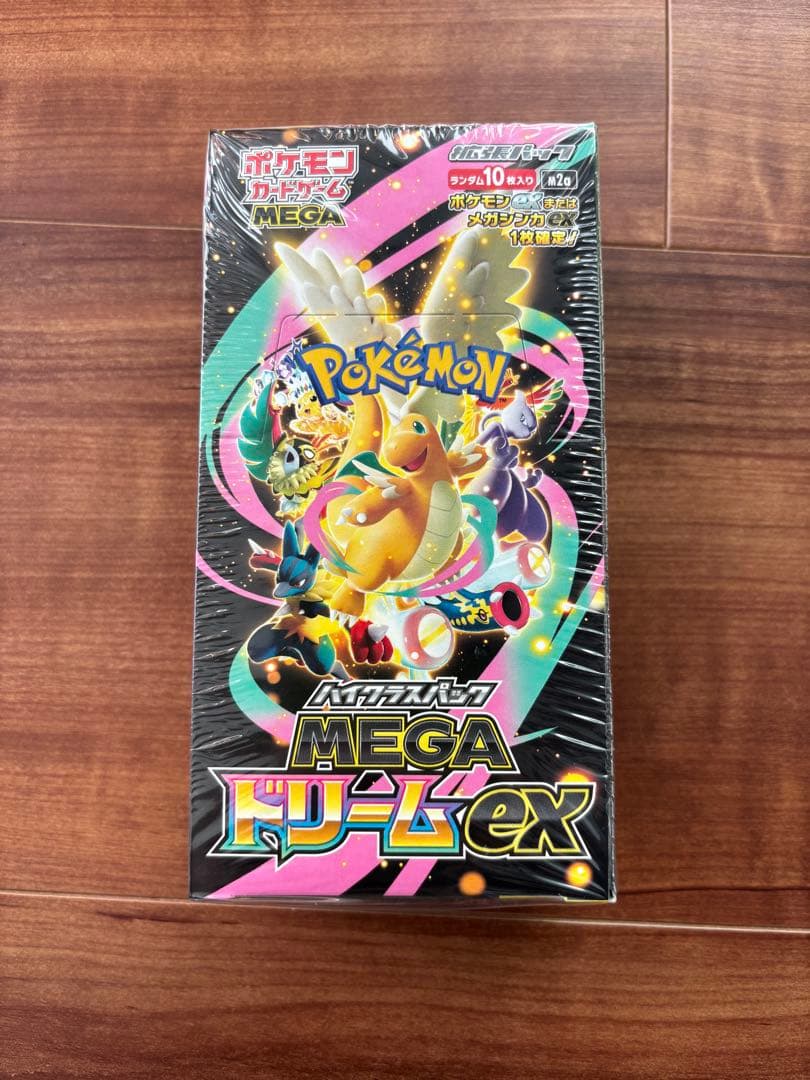 ポケモン
カードゲーム
MEGA
拡張パック
ランダム10枚入り M2a
ポケモンexまたは
メガシンカex
1枚確定!
POKéMON
ハイクラスパック
MEGA
ドリームex